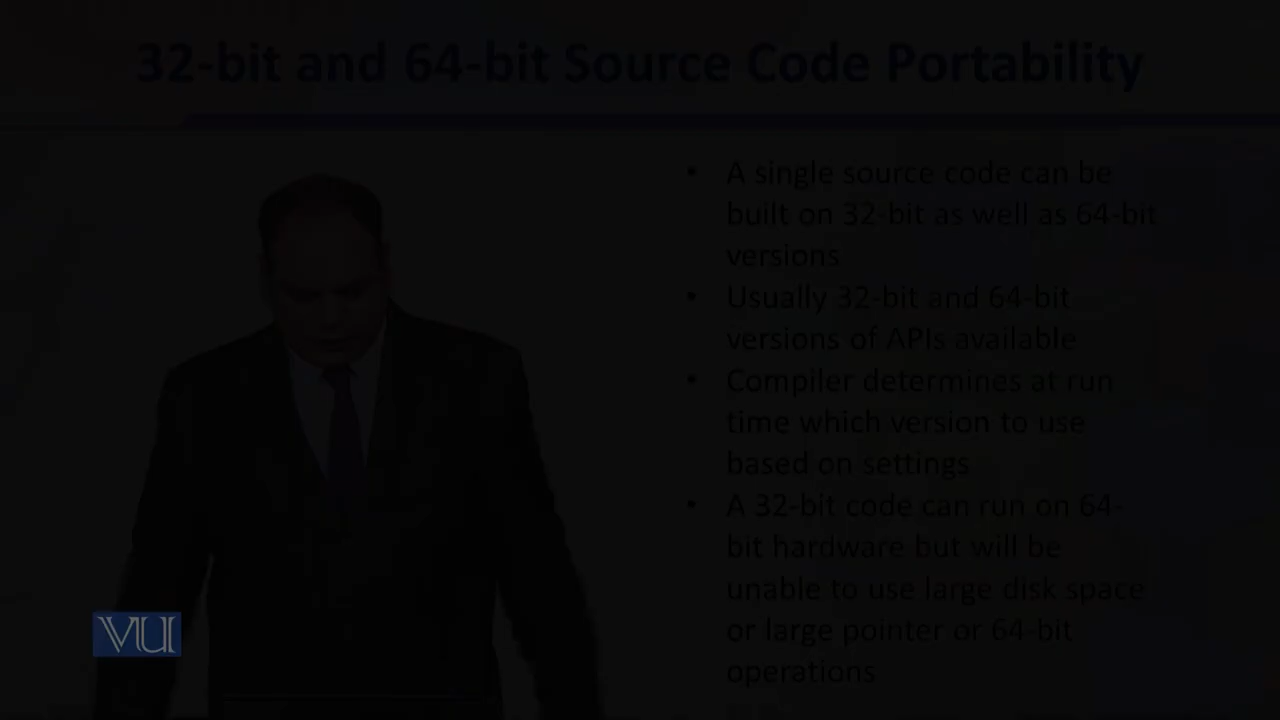 32-bit and 64-bit Source Code Portability
• A single source code can be
built on 32-bit as well as 64-bit
versions
• Usually 32-bit and 64-bit
versions of APIs available
• Compiler determines at run
time which version to use
based on settings
• A 32-bit code can run on 64-
bit hardware but will be
unable to use large disk space
or large pointer or 64-bit
operations
VU